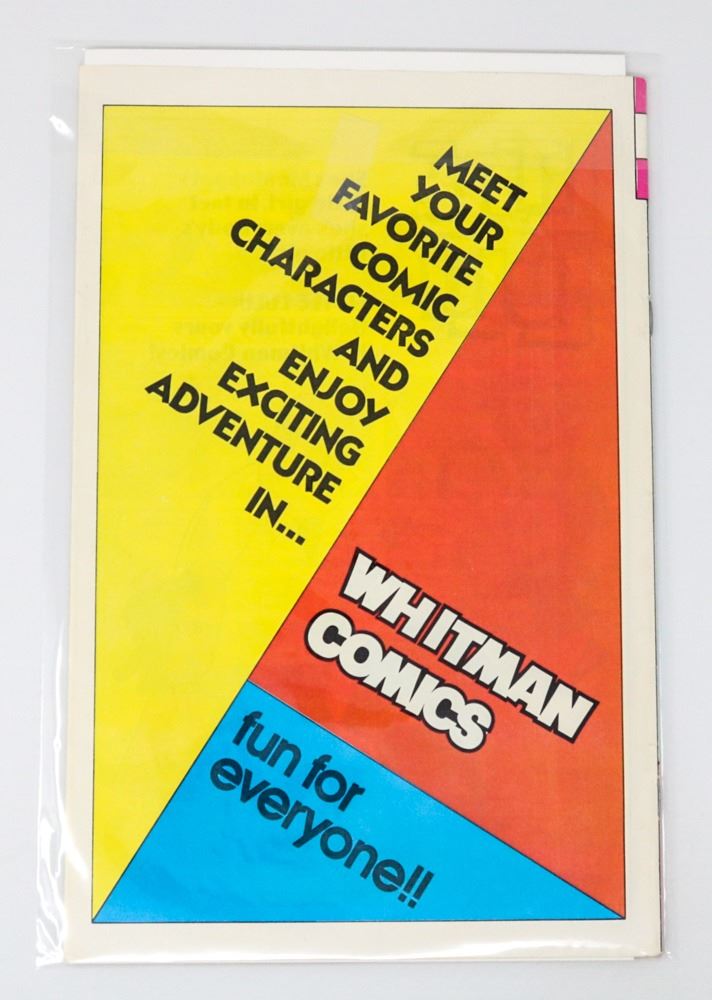 MEET
YOUR
FAVORITE
COMIC
CHARACTERS
AND
ENJOY
EXCITING
ADVENTURE
IN...
WHITMAN
COMICS
fun for
everyone!!